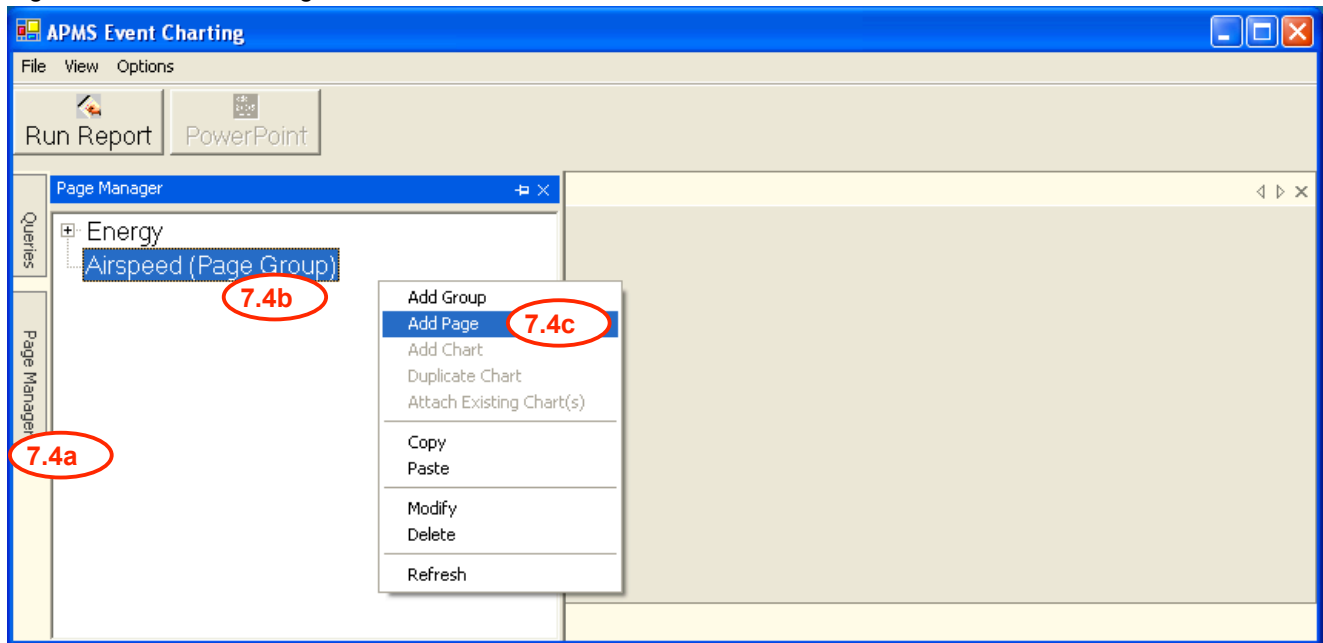 APMS Event Charting
File View Options
Run Report PowerPoint
Queries
Page Manager
Page Manager
Energy
Airspeed (Page Group)
7.4b
Add Group
Add Page 7.4c
Add Chart
Duplicate Chart
Attach Existing Chart(s)
Copy
Paste
Modify
Delete
Refresh
7.4a